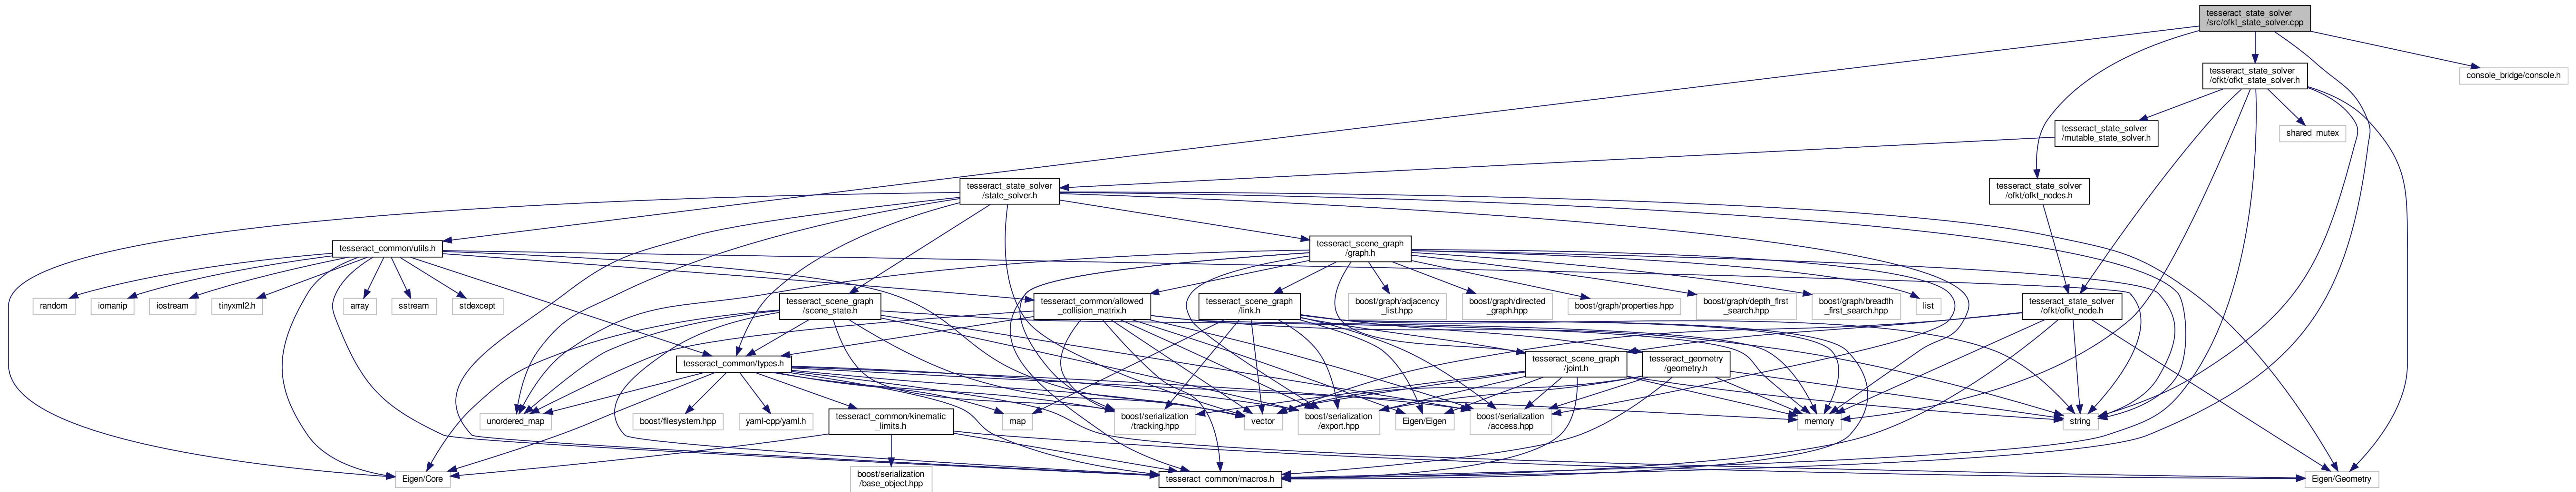 tesseract_state_solver
/src/ofkt_state_solver.cpp
tesseract_state_solver
/ofkt/ofkt_state_solver.h
console_bridge/console.h
tesseract_state_solver
/mutable_state_solver.h
shared_mutex
tesseract_state_solver
/state_solver.h
tesseract_state_solver
/ofkt/ofkt_nodes.h
tesseract_common/utils.h
tesseract_scene_graph
/graph.h
random
iomanip
iostream
tinyxml2.h
array
sstream
stdexcept
tesseract_scene_graph
/scene_state.h
tesseract_common/allowed
_collision_matrix.h
tesseract_scene_graph
/link.h
boost/graph/adjacency
_list.hpp
boost/graph/directed
_graph.hpp
boost/graph/properties.hpp
boost/graph/depth_first
_search.hpp
boost/graph/breadth
_first_search.hpp
list
tesseract_state_solver
/ofkt/ofkt_node.h
tesseract_common/types.h
tesseract_scene_graph
/joint.h
tesseract_geometry
/geometry.h
unordered_map
boost/filesystem.hpp
yaml-cpp/yaml.h
tesseract_common/kinematic
_limits.h
map
boost/serialization
/tracking.hpp
vector
boost/serialization
/export.hpp
Eigen/Eigen
boost/serialization
/access.hpp
memory
string
Eigen/Core
boost/serialization
/base_object.hpp
tesseract_common/macros.h
Eigen/Geometry